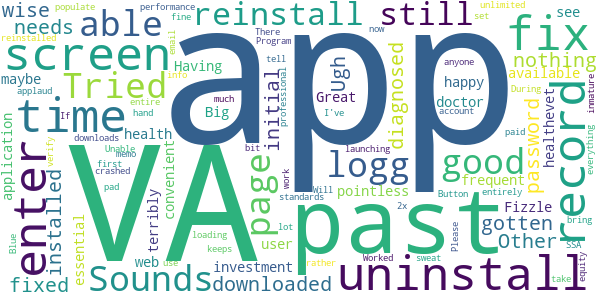 populate
performance
fine
There
wise
needs
able
reinstall
still
see
reinstalled
email
Program
now
unlimited
set
screen
app
fix
maybe
applaud
info
tell
anyone
During
nothing
Tried
Having
Ugh
happy
available
If
hand
entire
professional
Great
doctor
time
Big
much
I've
account
paid
immature
everything
initial
diagnosed
password
healthevet
record
application
downloads
Unable
health
bit
launching
verify
memo
first
crashed
convenient
page
work
logg
good
frequent
entirely
enter
installed
pad
VA
standards
Will
pointless
Button
to
past
gotten
Fizzle
essential
terribly
loading
user
lot
2x
Other
bring
Blue
web
keeps
rather
Worked
sweat
Please
SSA
equity
fixed
Sounds
use
investment
downloaded
uninstall
take